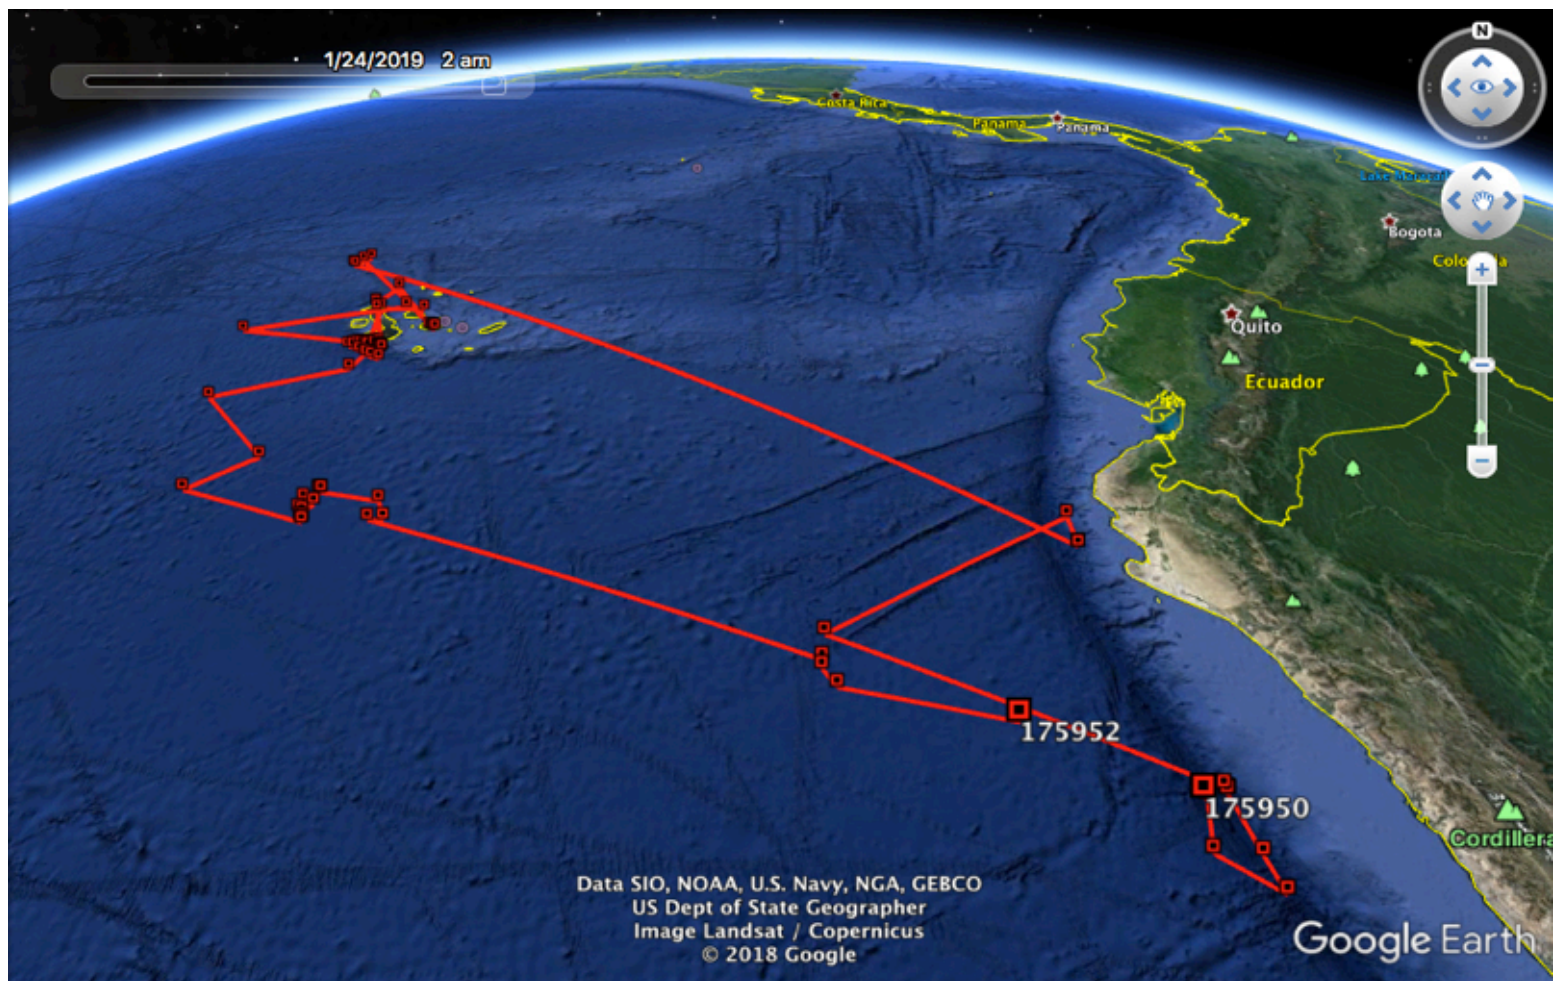 1/24/2019 2 am
N
Costa Rica
Panama
Panama
Bogota
Quito
Ecuador
175952
175950
Cordillera
Data SIO, NOAA, U.S. Navy, NGA, GEBCO
US Dept of State Geographer
Image Landsat / Copernicus
© 2018 Google
Google Earth